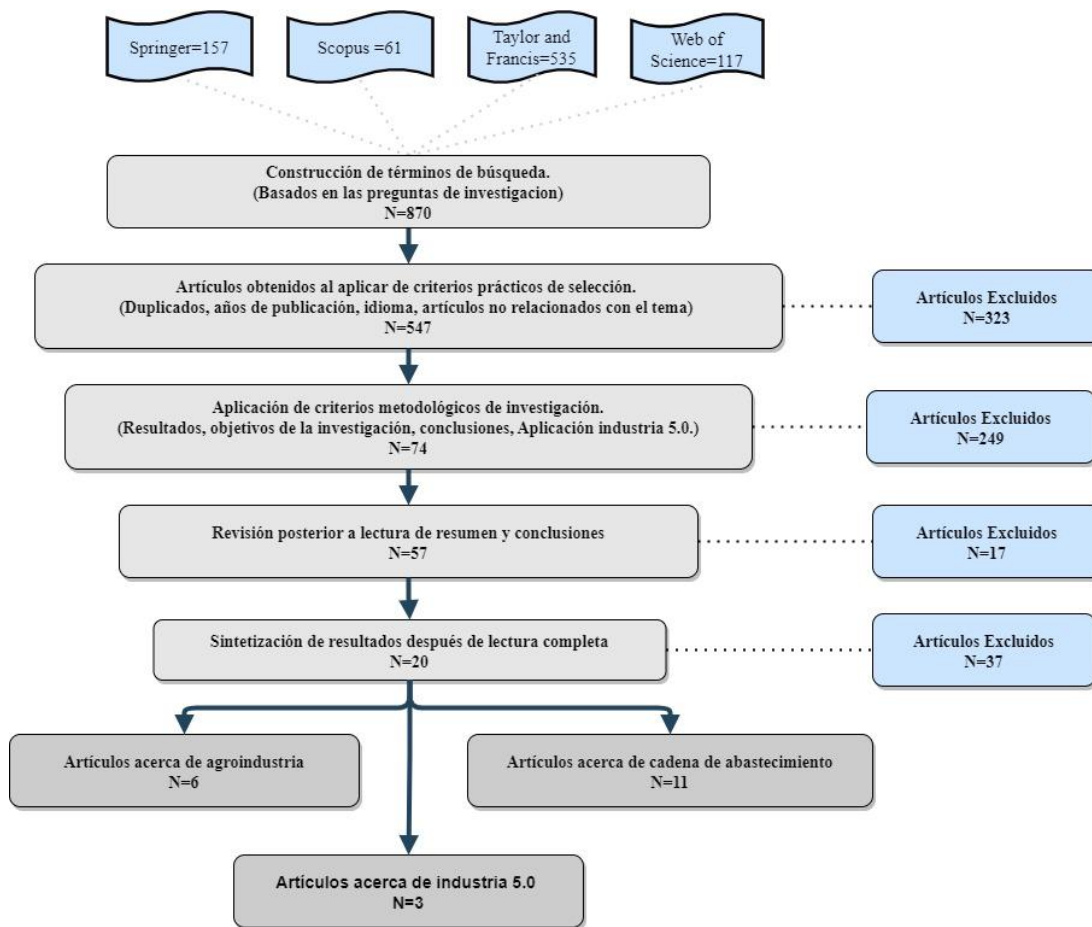 Springer=157
Scopus =61
Taylor and
Francis=535
Web of
Science=117
Construcción de términos de búsqueda.
(Basados en las preguntas de investigacion)
N=870
Artículos obtenidos al aplicar de criterios prácticos de selección.
(Duplicados, años de publicación, idioma, artículos no relacionados con el tema)
N=547
Artículos Excluidos
N=323
Aplicación de criterios metodológicos de investigación.
(Resultados, objetivos de la investigación, conclusiones, Aplicación industria 5.0.)
N=74
Artículos Excluidos
N=249
Revisión posterior a lectura de resumen y conclusiones
N=57
Artículos Excluidos
N=17
Sintetización de resultados después de lectura completa
N=20
Artículos Excluidos
N=37
Artículos acerca de agroindustria
N=6
Artículos acerca de cadena de abastecimiento
N=11
Artículos acerca de industria 5.0
N=3